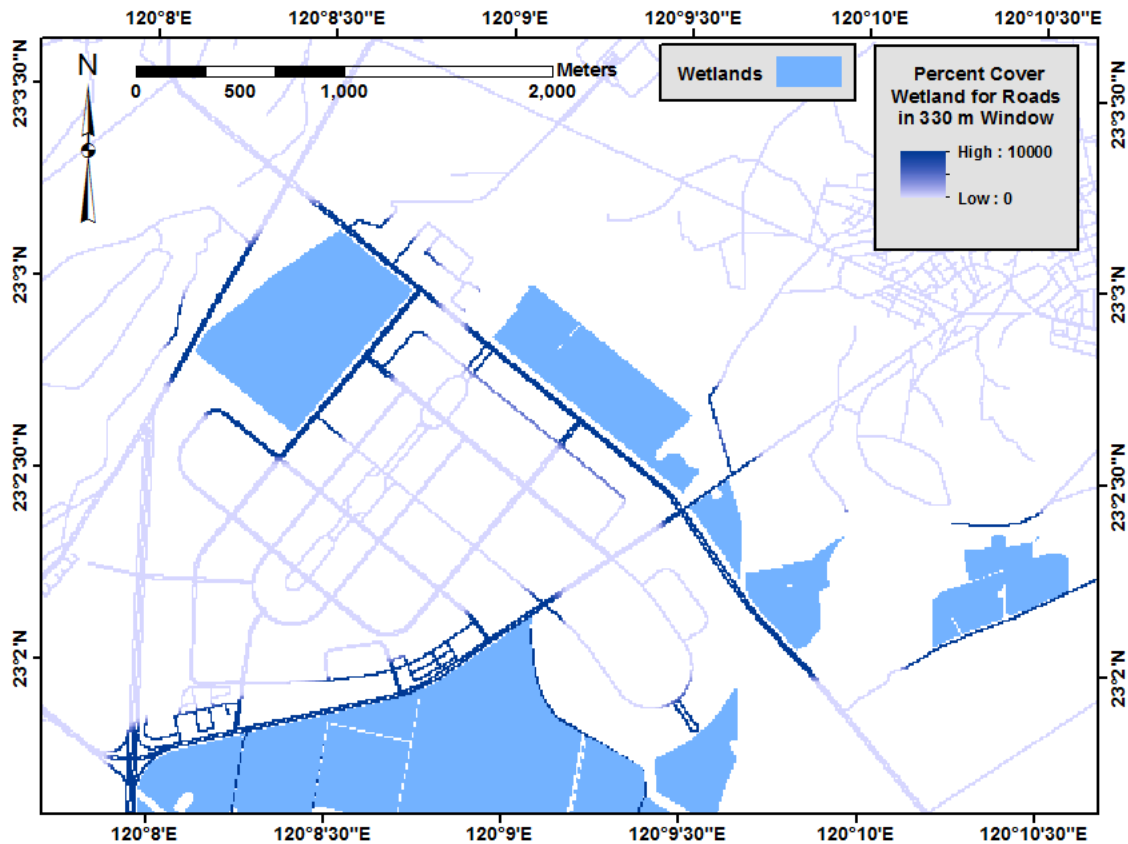 120°8'E 120°8'30"E 120°9'E 120°9'30"E 120°10'E 120°10'30"E
N
Meters
0 500 1,000 2,000
Wetlands
Percent Cover
Wetland for Roads
in 330 m Window
High : 10000
Low : 0
23°3'30"N
23°3'N
23°2'30"N
23°2'N
23°3'30"N
23°3'N
23°2'30"N
23°2'N
120°8'E 120°8'30"E 120°9'E 120°9'30"E 120°10'E 120°10'30"E